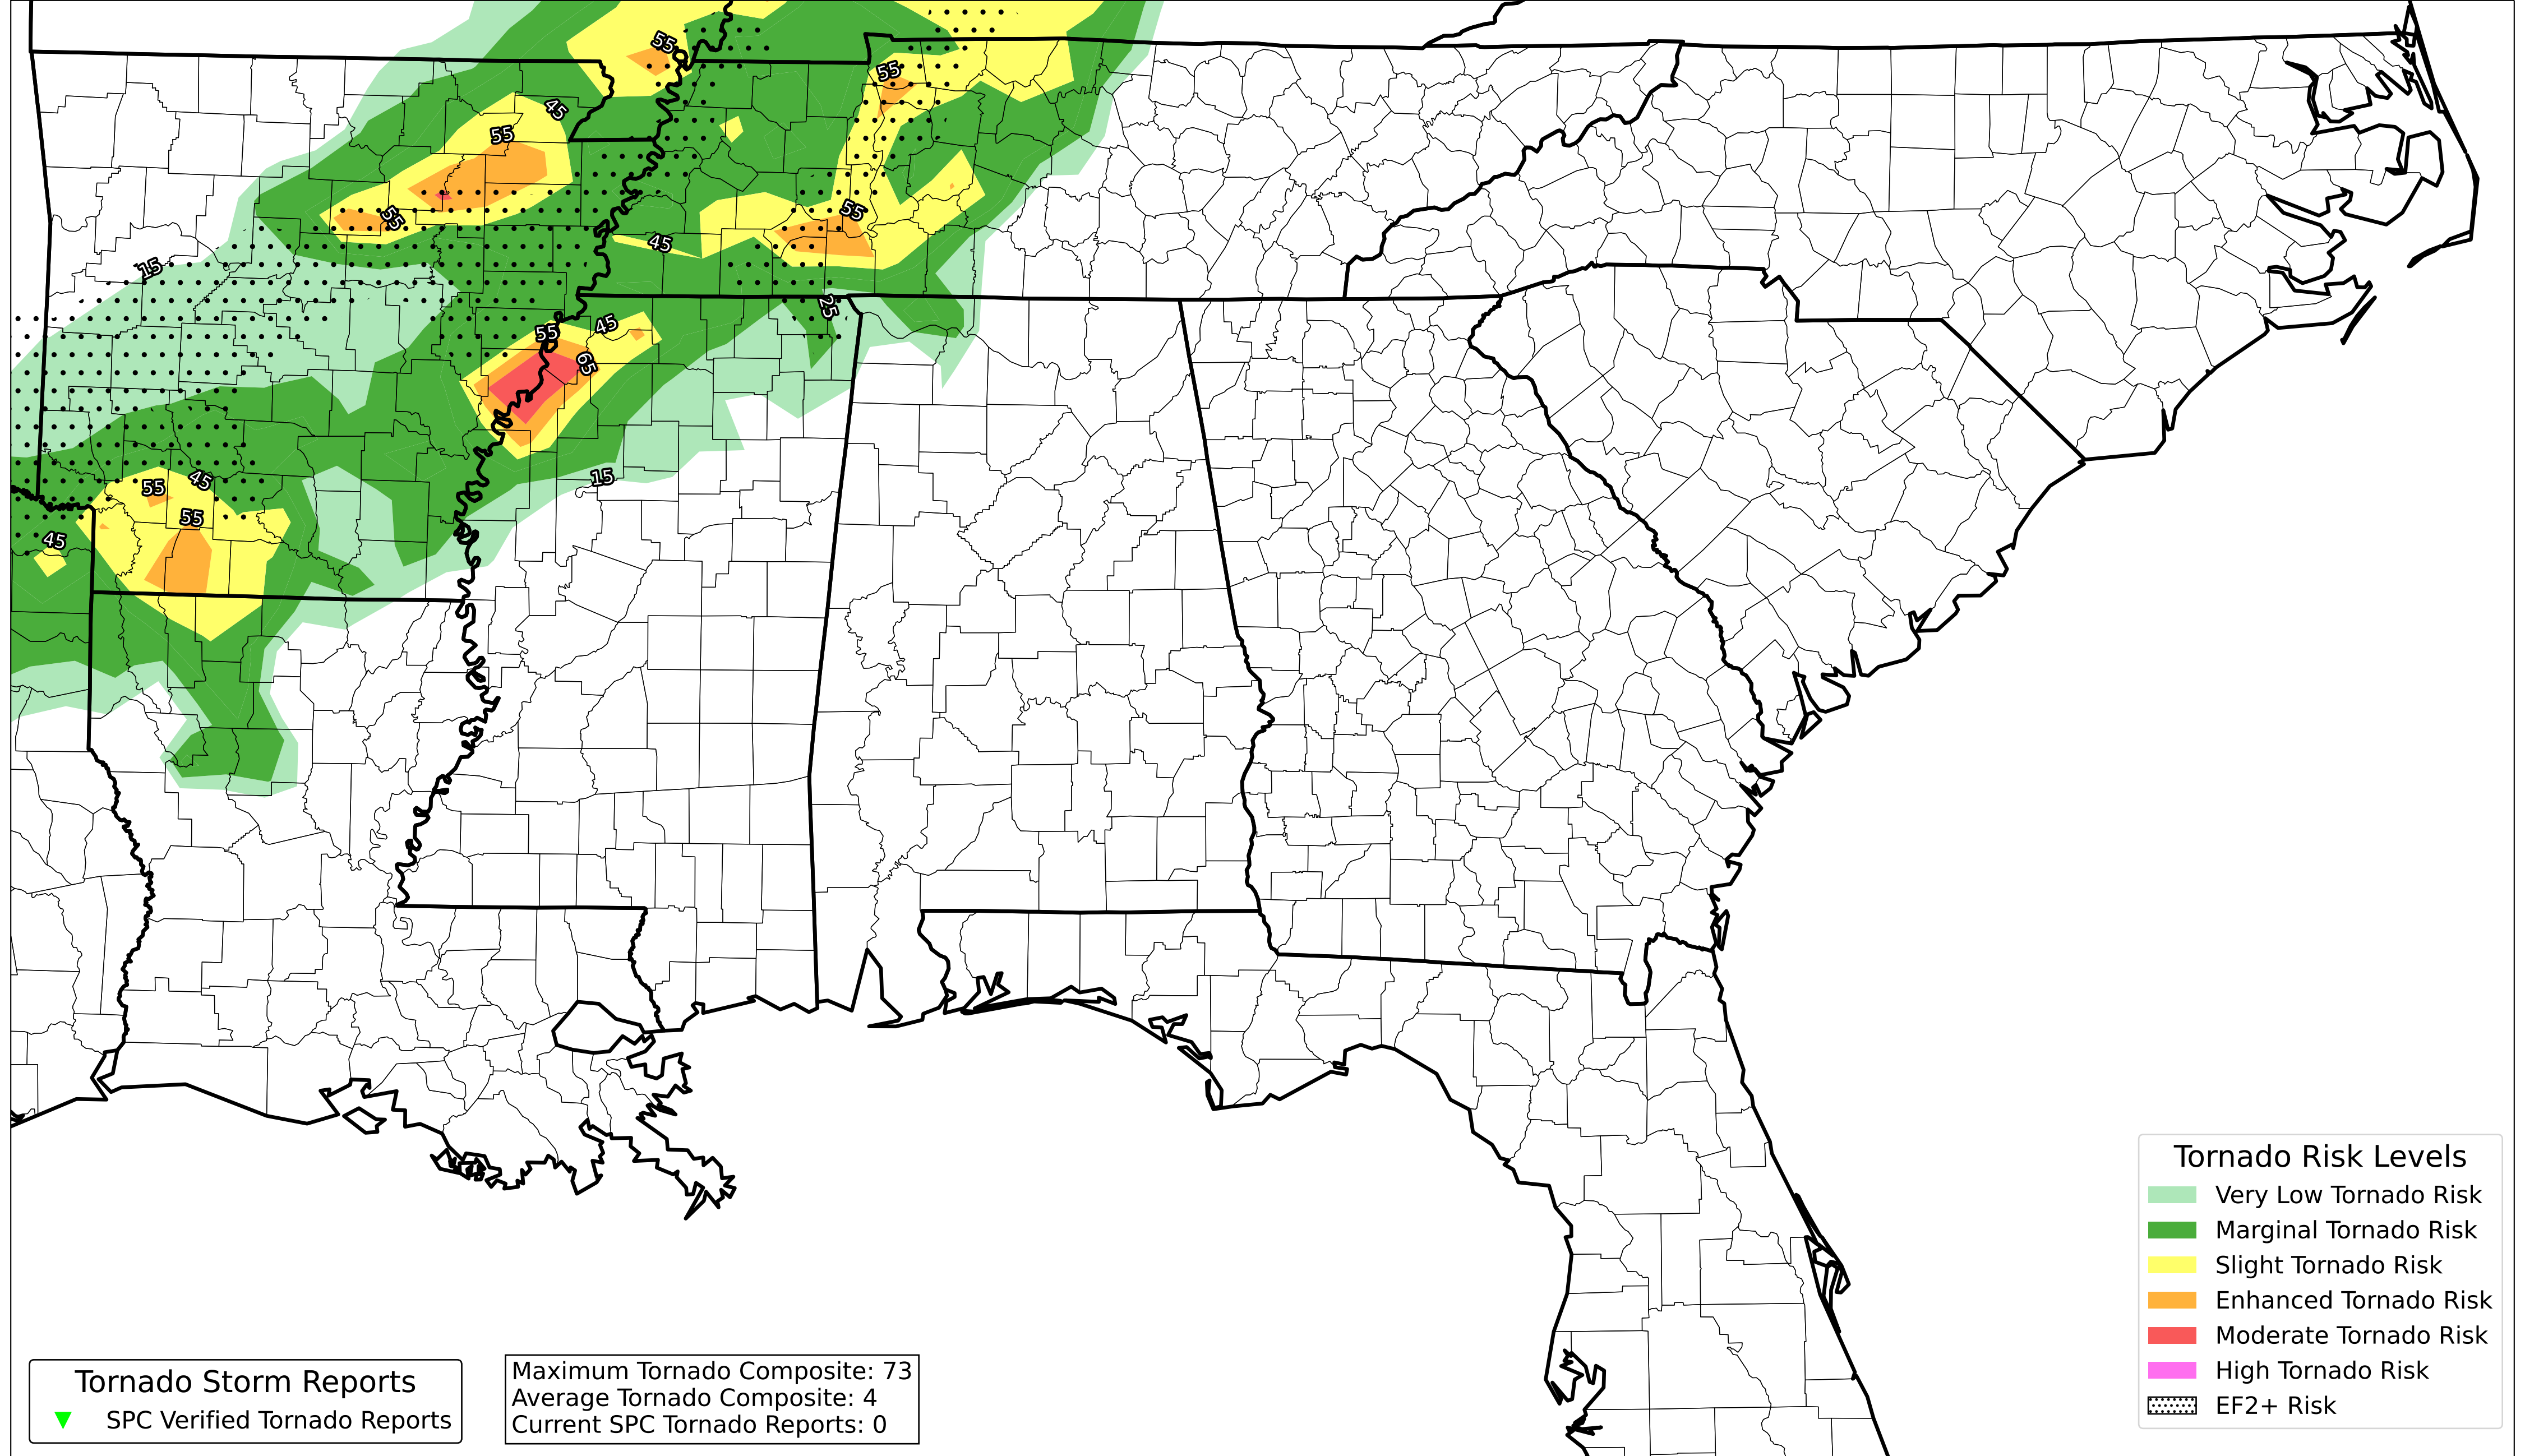 55
55
45
55
55
55
45
15
25
55
45
65
15
55
45
55
45
Tornado Risk Levels
Very Low Tornado Risk
Marginal Tornado Risk
Slight Tornado Risk
Enhanced Tornado Risk
Moderate Tornado Risk
High Tornado Risk
EF2+ Risk
Tornado Storm Reports
SPC Verified Tornado Reports
Maximum Tornado Composite: 73
Average Tornado Composite: 4
Current SPC Tornado Reports: 0